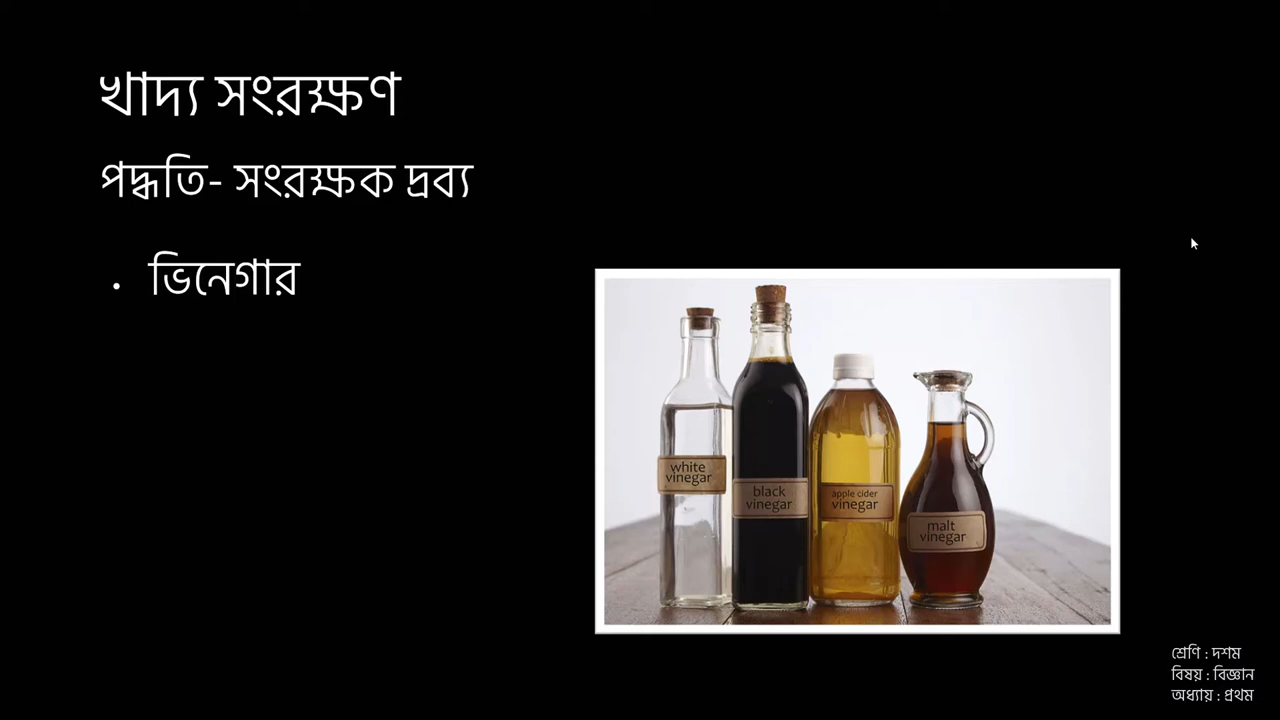 খাদ্য সংরক্ষণ
পদ্ধতি- সংরক্ষক দ্রব্য
• ভিনেগার
white
vinegar
black
vinegar
apple cider
vinegar
malt
vinegar
শ্রেণি : দশম
বিষয় : বিজ্ঞান
অধ্যায় : প্রথম